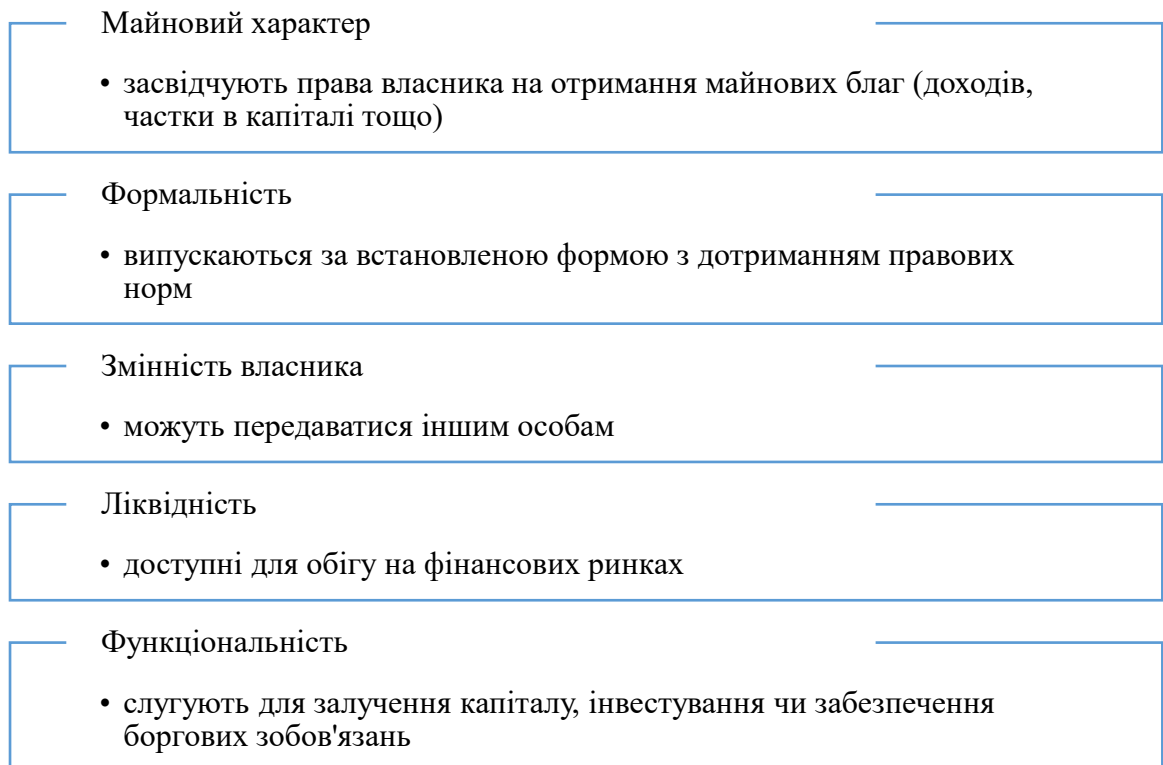 Майновий характер
• засвідчують права власника на отримання майнових благ (доходів,
частки в капіталі тощо)
Формальність
• випускаються за встановленою формою з дотриманням правових
норм
Змінність власника
• можуть передаватися іншим особам
Ліквідність
• доступні для обігу на фінансових ринках
Функціональність
• слугують для залучення капіталу, інвестування чи забезпечення
боргових зобов'язань